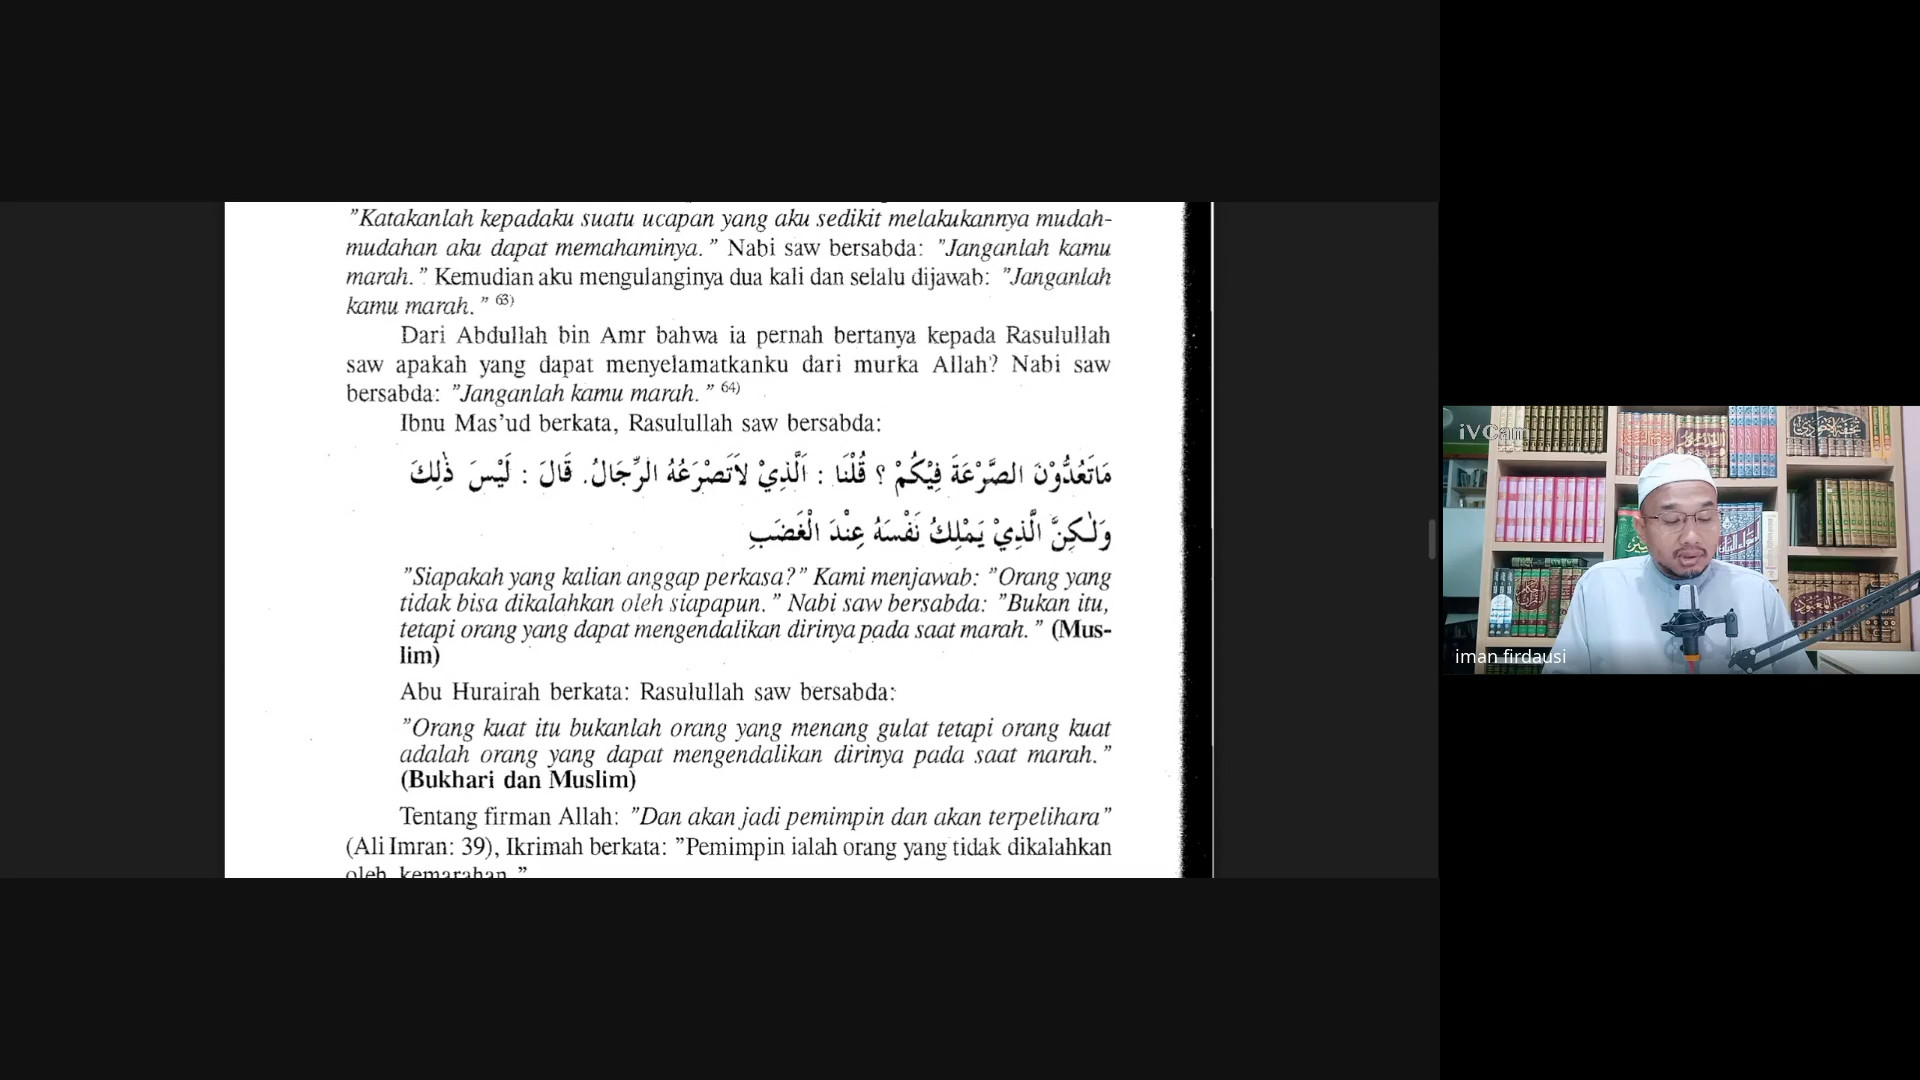 "Katakanlah kepadaku suatu ucapan yang aku sedikit melakukannya mudah-
mudahan aku dapat memahaminya." Nabi saw bersabda: "Janganlah kamu
marah." Kemudian aku mengulanginya dua kali dan selalu dijawab: "Janganlah
kamu marah." 63)
Dari Abdullah bin Amr bahwa ia pernah bertanya kepada Rasulullah
saw apakah yang dapat menyelamatkanku dari murka Allah? Nabi saw
bersabda: "Janganlah kamu marah." 64)
Ibnu Mas'ud berkata, Rasulullah saw bersabda:
مَاتَعُدُّوْنَ الصَّرْعَةَ فِيْكُمْ ؟ قُلْنَا : اَلَّذِيْ لاَتَصْرَعُهُ الرِّجَالُ. قَالَ : لَيْسَ ذٰلِكَ
وَلٰكِنَّ الَّذِيْ يَمْلِكُ نَفْسَهُ عِنْدَ الْغَضَبِ
"Siapakah yang kalian anggap perkasa?" Kami menjawab: "Orang yang
tidak bisa dikalahkan oleh siapapun." Nabi saw bersabda: "Bukan itu,
tetapi orang yang dapat mengendalikan dirinya pada saat marah." (Mus-
lim)
Abu Hurairah berkata: Rasulullah saw bersabda:
"Orang kuat itu bukanlah orang yang menang gulat tetapi orang kuat
adalah orang yang dapat mengendalikan dirinya pada saat marah."
(Bukhari dan Muslim)
Tentang firman Allah: "Dan akan jadi pemimpin dan akan terpelihara"
(Ali Imran: 39), Ikrimah berkata: "Pemimpin ialah orang yang tidak dikalahkan
oleh kemarahan."
iVCam
iman firdausi